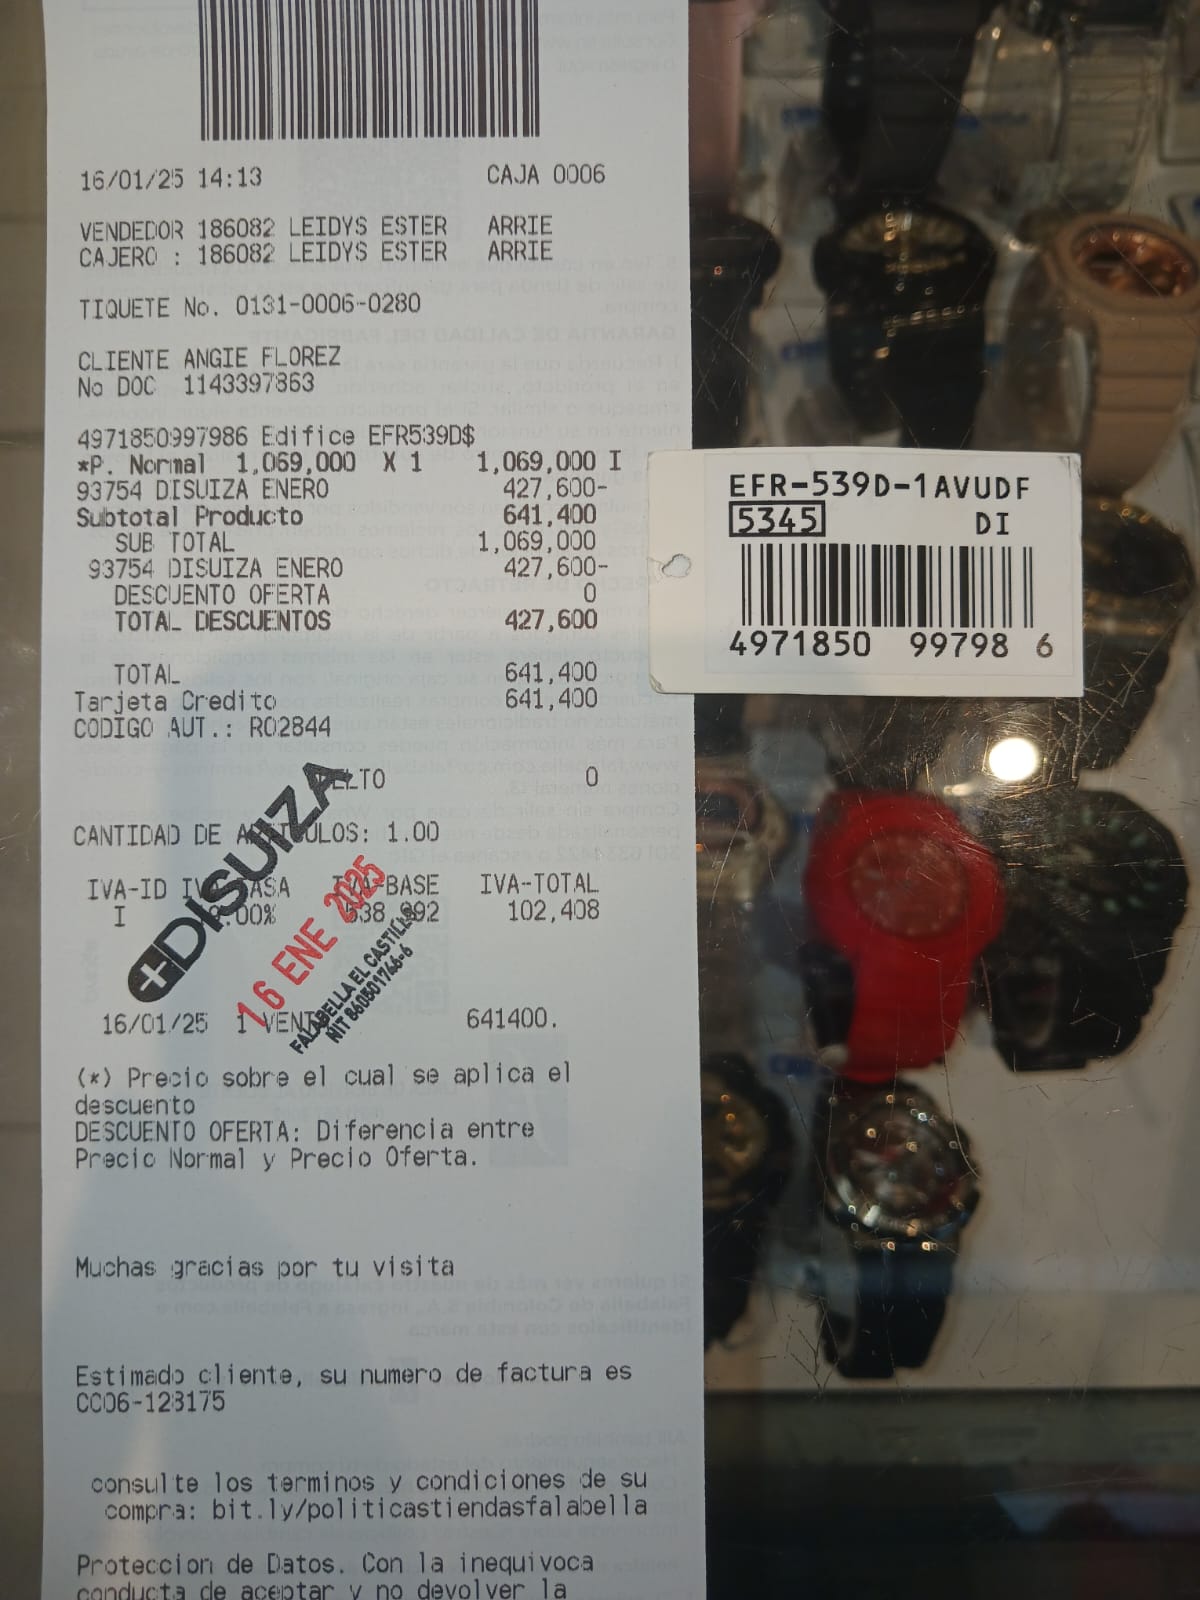 16/01/25 14:13 CAJA 0006
VENDEDOR 186082 LEIDYS ESTER ARRIE
CAJERO : 186082 LEIDYS ESTER ARRIE
TIQUETE No. 0131-0006-0280
CLIENTE ANGIE FLOREZ
No DOC 1143397863
4971850997986 Edifice EFR539D$
*P. Normal 1,069,000 X 1 1,069,000 I
93754 DISUIZA ENERO 427,600-
Subtotal Producto 641,400
SUB TOTAL 1,069,000
93754 DISUIZA ENERO 427,600-
DESCUENTO OFERTA 0
TOTAL DESCUENTOS 427,600
TOTAL 641,400
Tarjeta Credito 641,400
CODIGO AUT.: R02844
0
CANTIDAD DE 1.00
IVA-ID IVA-BASE IVA-TOTAL
I 102,408
+DISUIZA
16 ENE 2025
FALABELLA EL CASTILLO
NIT 860501746-6
16/01/25 1 641400.
(*) Precio sobre el cual se aplica el
descuento
DESCUENTO OFERTA: Diferencia entre
Precio Normal y Precio Oferta.
Muchas gracias por tu visita
Estimado cliente, su numero de factura es
CC06-123175
consulte los terminos y condiciones de su
compra: bit.ly/politicastiendasfalabella
Proteccion de Datos. Con la inequivoca
conducta de aceptar y no devolver la
EFR-539D-1AVUDF
5345 DI
4971850 99798 6